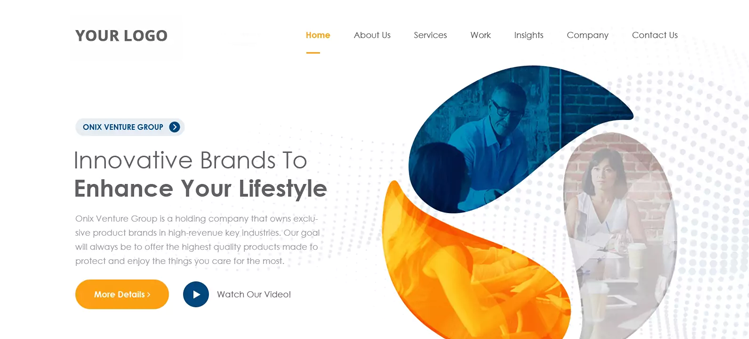 YOUR LOGO
Home About Us Services Work Insights Company Contact Us
ONIX VENTURE GROUP
Innovative Brands To
Enhance Your Lifestyle
Onix Venture Group is a holding company that owns exclu-
sive product brands in high-revenue key industries. Our goal
will always be to offer the highest quality products made to
protect and enjoy the things you care for the most.
More Details > Watch Our Video!